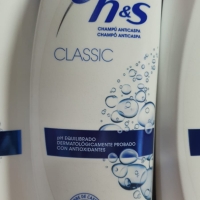 h&s
CHAMPÚ ANTICASPA
CHAMPÔ ANTICASPA
CLASSIC
pH EQUILIBRADO
DERMATOLÓGICAMENTE PROBADO
CON ANTIOXIDANTES